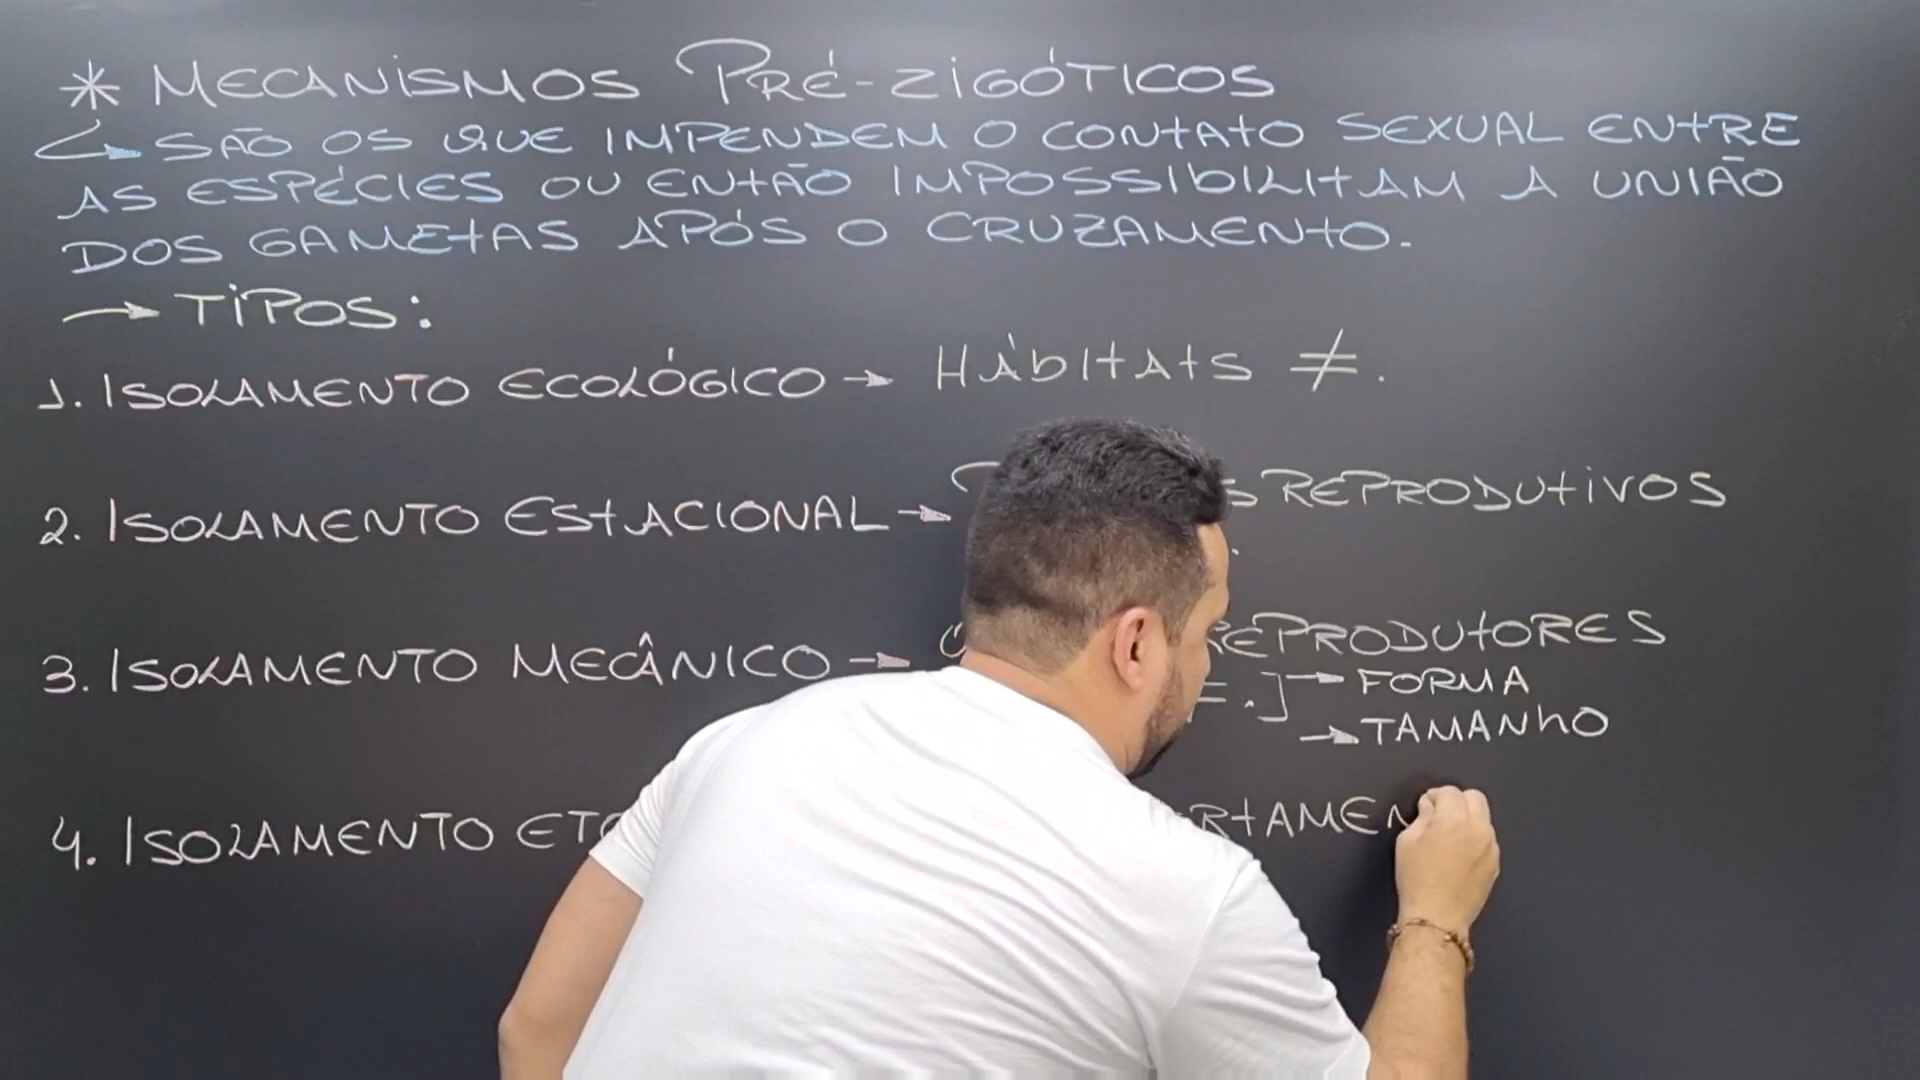 * MECANISMOS PRÉ-ZIGÓTICOS
SÃO OS QUE IMPENDEM O CONTATO SEXUAL ENTRE
AS ESPÉCIES OU ENTÃO IMPOSSIBILITAM A UNIÃO
DOS GAMETAS APÓS O CRUZAMENTO.
→ TIPOS:
1. ISOLAMENTO ECOLÓGICO → HÁBITATS ≠.
2. ISOLAMENTO ESTACIONAL → REPRODUTIVOS
3. ISOLAMENTO MECÂNICO → REPRODUTORES
→ FORMA
→ TAMANHO
4. ISOLAMENTO